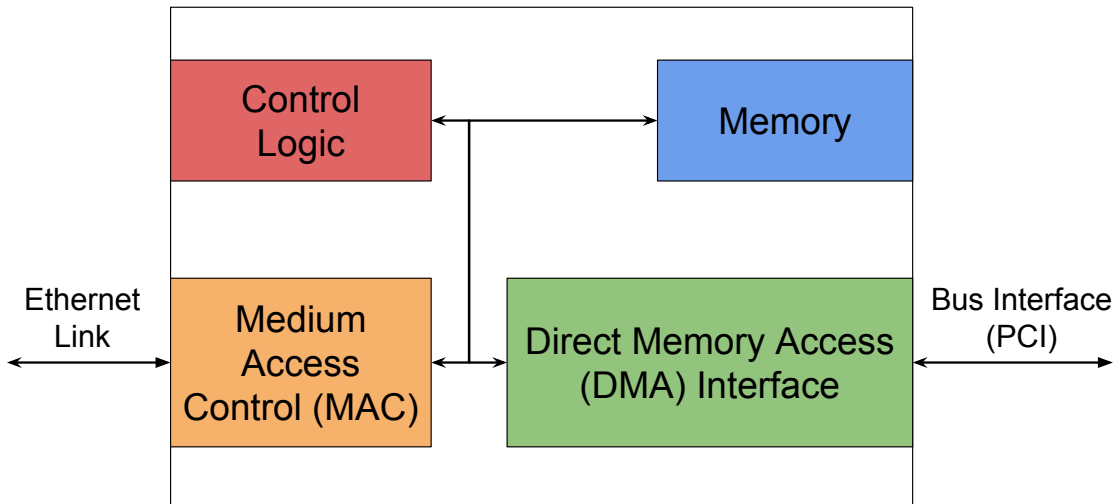 Control
Logic
Memory
Ethernet
Link
Medium
Access
Control (MAC)
Direct Memory Access
(DMA) Interface
Bus Interface
(PCI)